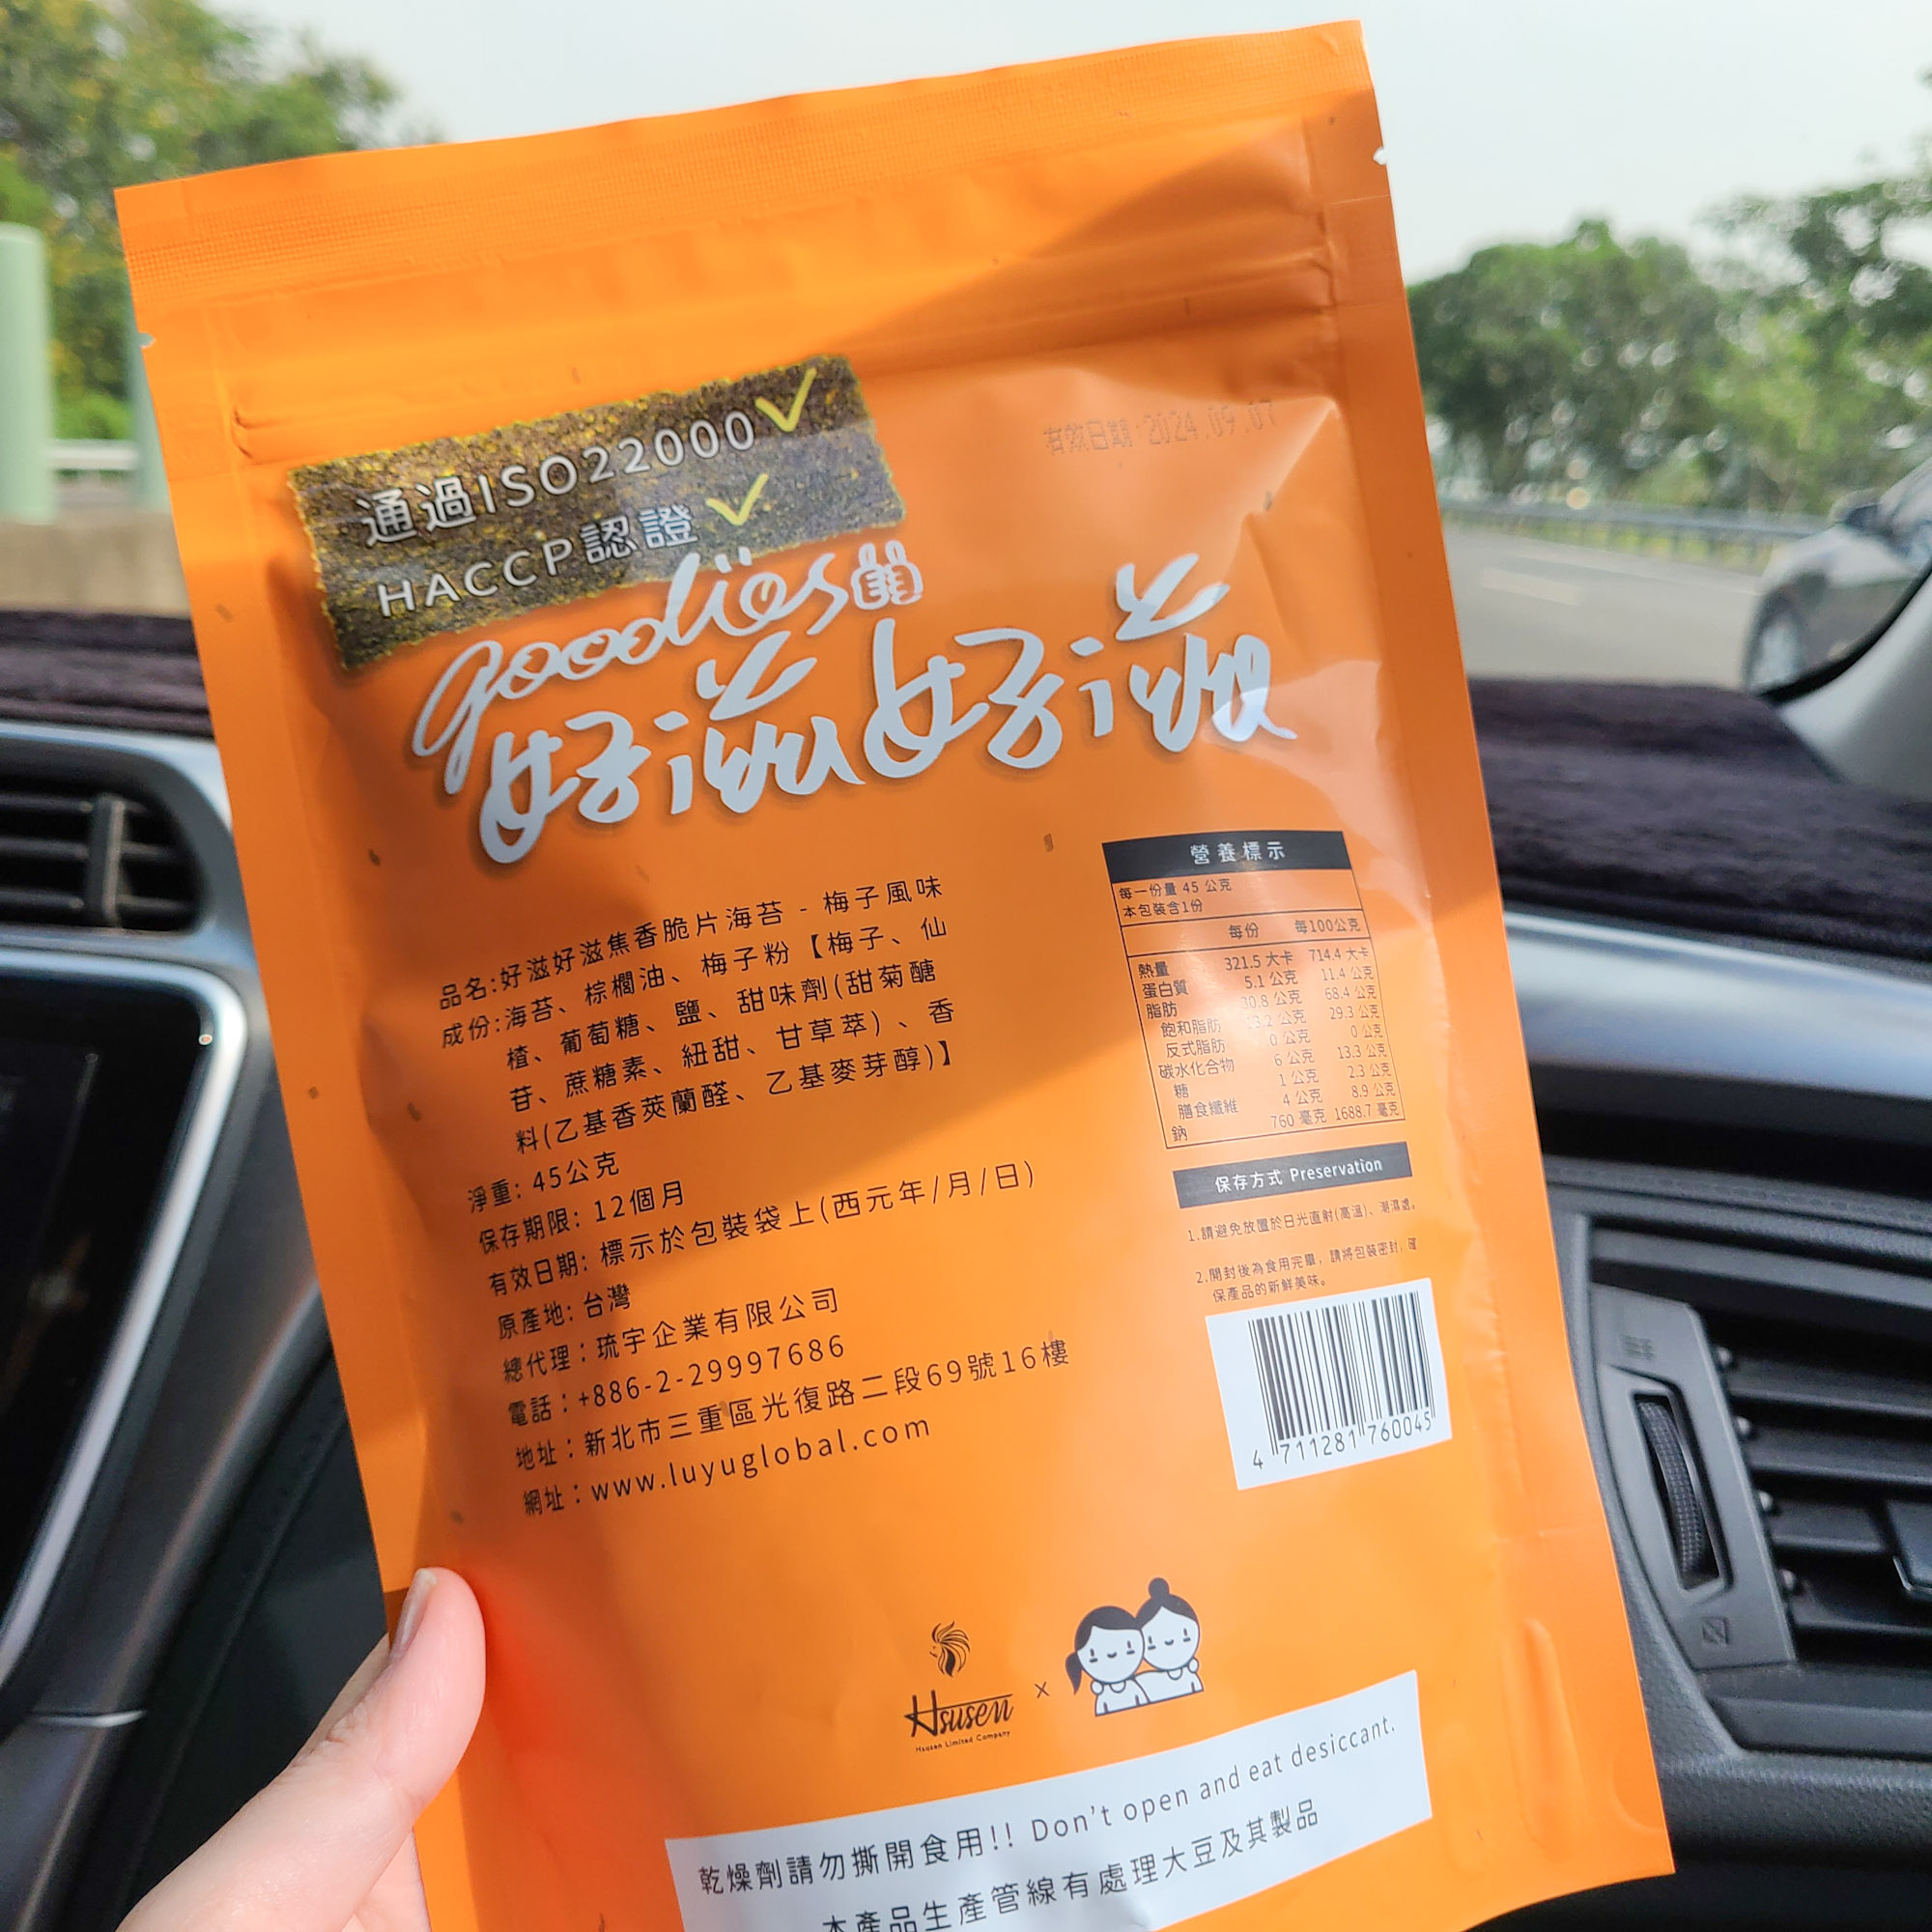 通過ISO22000
HACCP認證
有效日期:2024.09.07
goodies
好滋好滋
品名:好滋好滋焦香脆片海苔 - 梅子風味
成份:海苔、棕櫚油、梅子粉【梅子、仙
楂、葡萄糖、鹽、甜味劑(甜菊醣
苷、蔗糖素、紐甜、甘草萃)、香
料(乙基香莢蘭醛、乙基麥芽醇)】
淨重: 45公克
保存期限: 12個月
有效日期: 標示於包裝袋上(西元年/月/日)
原產地: 台灣
總代理：琉宇企業有限公司
電話：+886-2-29997686
地址：新北市三重區光復路二段69號16樓
網址：www.luyuglobal.com
營養標示
每一份量 45 公克
本包裝含1份
每份 每100公克
熱量 321.5 大卡 714.4 大卡
蛋白質 5.1 公克 11.4 公克
脂肪 30.8 公克 68.4 公克
飽和脂肪 13.2 公克 29.3 公克
反式脂肪 0 公克 0 公克
碳水化合物 6 公克 13.3 公克
糖 1 公克 2.3 公克
膳食纖維 4 公克 8.9 公克
鈉 760 毫克 1688.7 毫克
保存方式 Preservation
1.請避免放置於日光直射(高溫)、潮濕處。
2.開封後為食用完畢，請將包裝密封，確
保產品的新鮮美味。
4 711281 760045
Hsusen
Hsusen Limited Company
x
乾燥劑請勿撕開食用!! Don't open and eat desiccant.
本產品生產管線有處理大豆及其製品